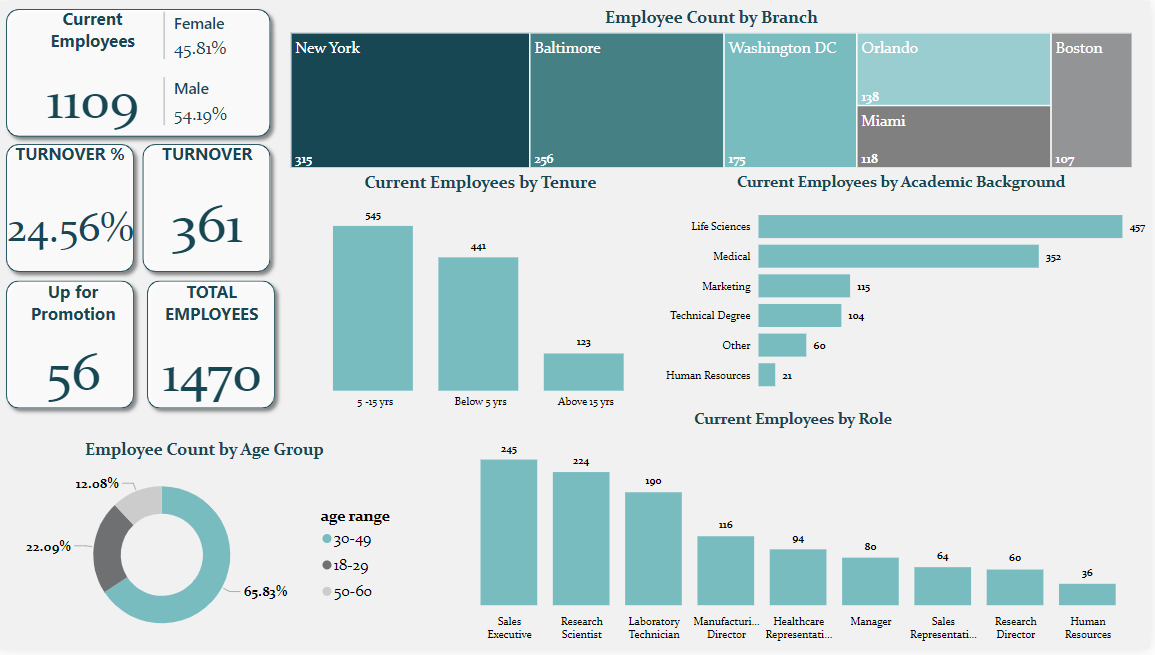 Current
Employees
1109
Female
45.81%
Male
54.19%
TURNOVER %
24.56%
TURNOVER
361
Up for
Promotion
56
TOTAL
EMPLOYEES
1470
Employee Count by Branch
New York
315
Baltimore
256
Washington DC
175
Orlando
138
Miami
118
Boston
107
Current Employees by Tenure
545
441
123
5 -15 yrs
Below 5 yrs
Above 15 yrs
Current Employees by Academic Background
Life Sciences 457
Medical 352
Marketing 115
Technical Degree 104
Other 60
Human Resources 21
Employee Count by Age Group
12.08%
22.09%
65.83%
age range
30-49
18-29
50-60
Current Employees by Role
245
224
190
116
94
80
64
60
36
Sales
Executive
Research
Scientist
Laboratory
Technician
Manufacturi...
Director
Healthcare
Representati...
Manager
Sales
Representati...
Research
Director
Human
Resources